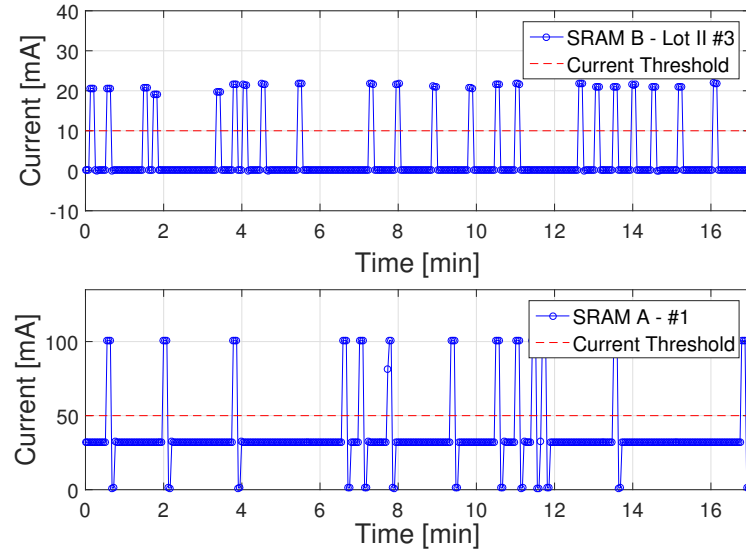 40
30
20
10
0
-10
Current [mA]
SRAM B - Lot II #3
Current Threshold
0 2 4 6 8 10 12 14 16
Time [min]
100
50
0
Current [mA]
SRAM A - #1
Current Threshold
0 2 4 6 8 10 12 14 16
Time [min]